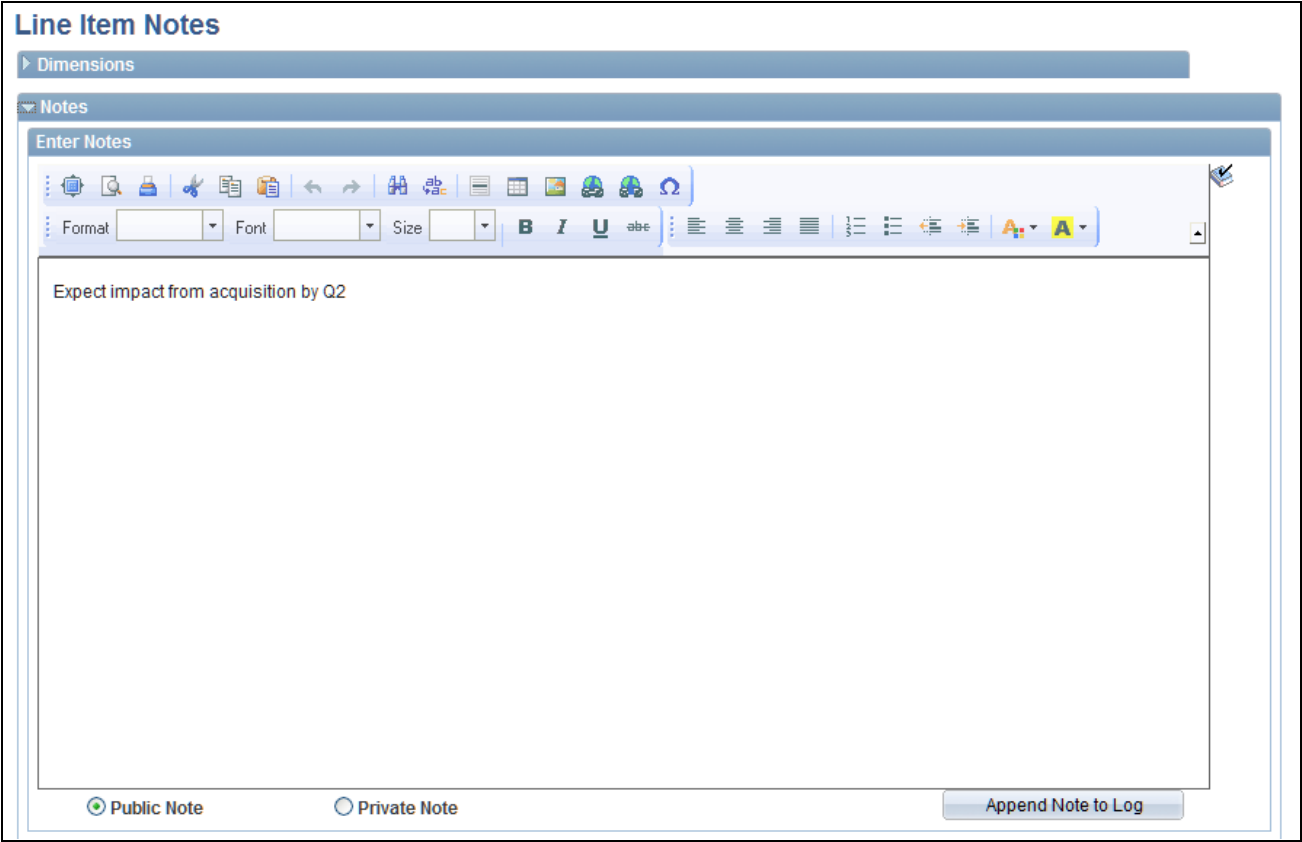 Line Item Notes
Dimensions
Notes
Enter Notes
Format Font Size B I U abc A A
Expect impact from acquisition by Q2
Public Note Private Note Append Note to Log